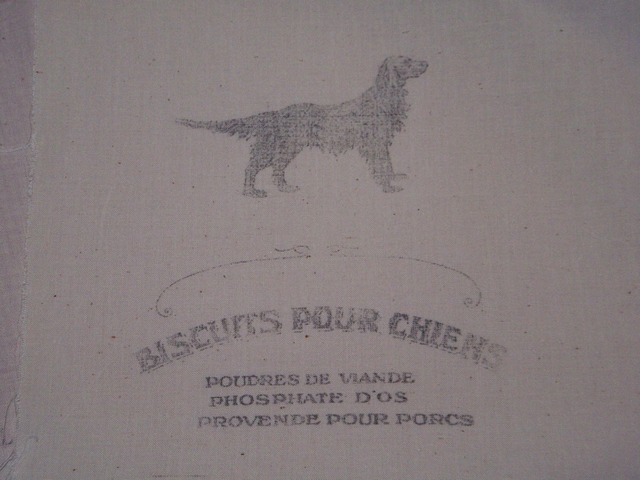 BISCUITS POUR CHIENS
POUDRES DE VIANDE
PHOSPHATE D'OS
PROVENDE POUR PORCS